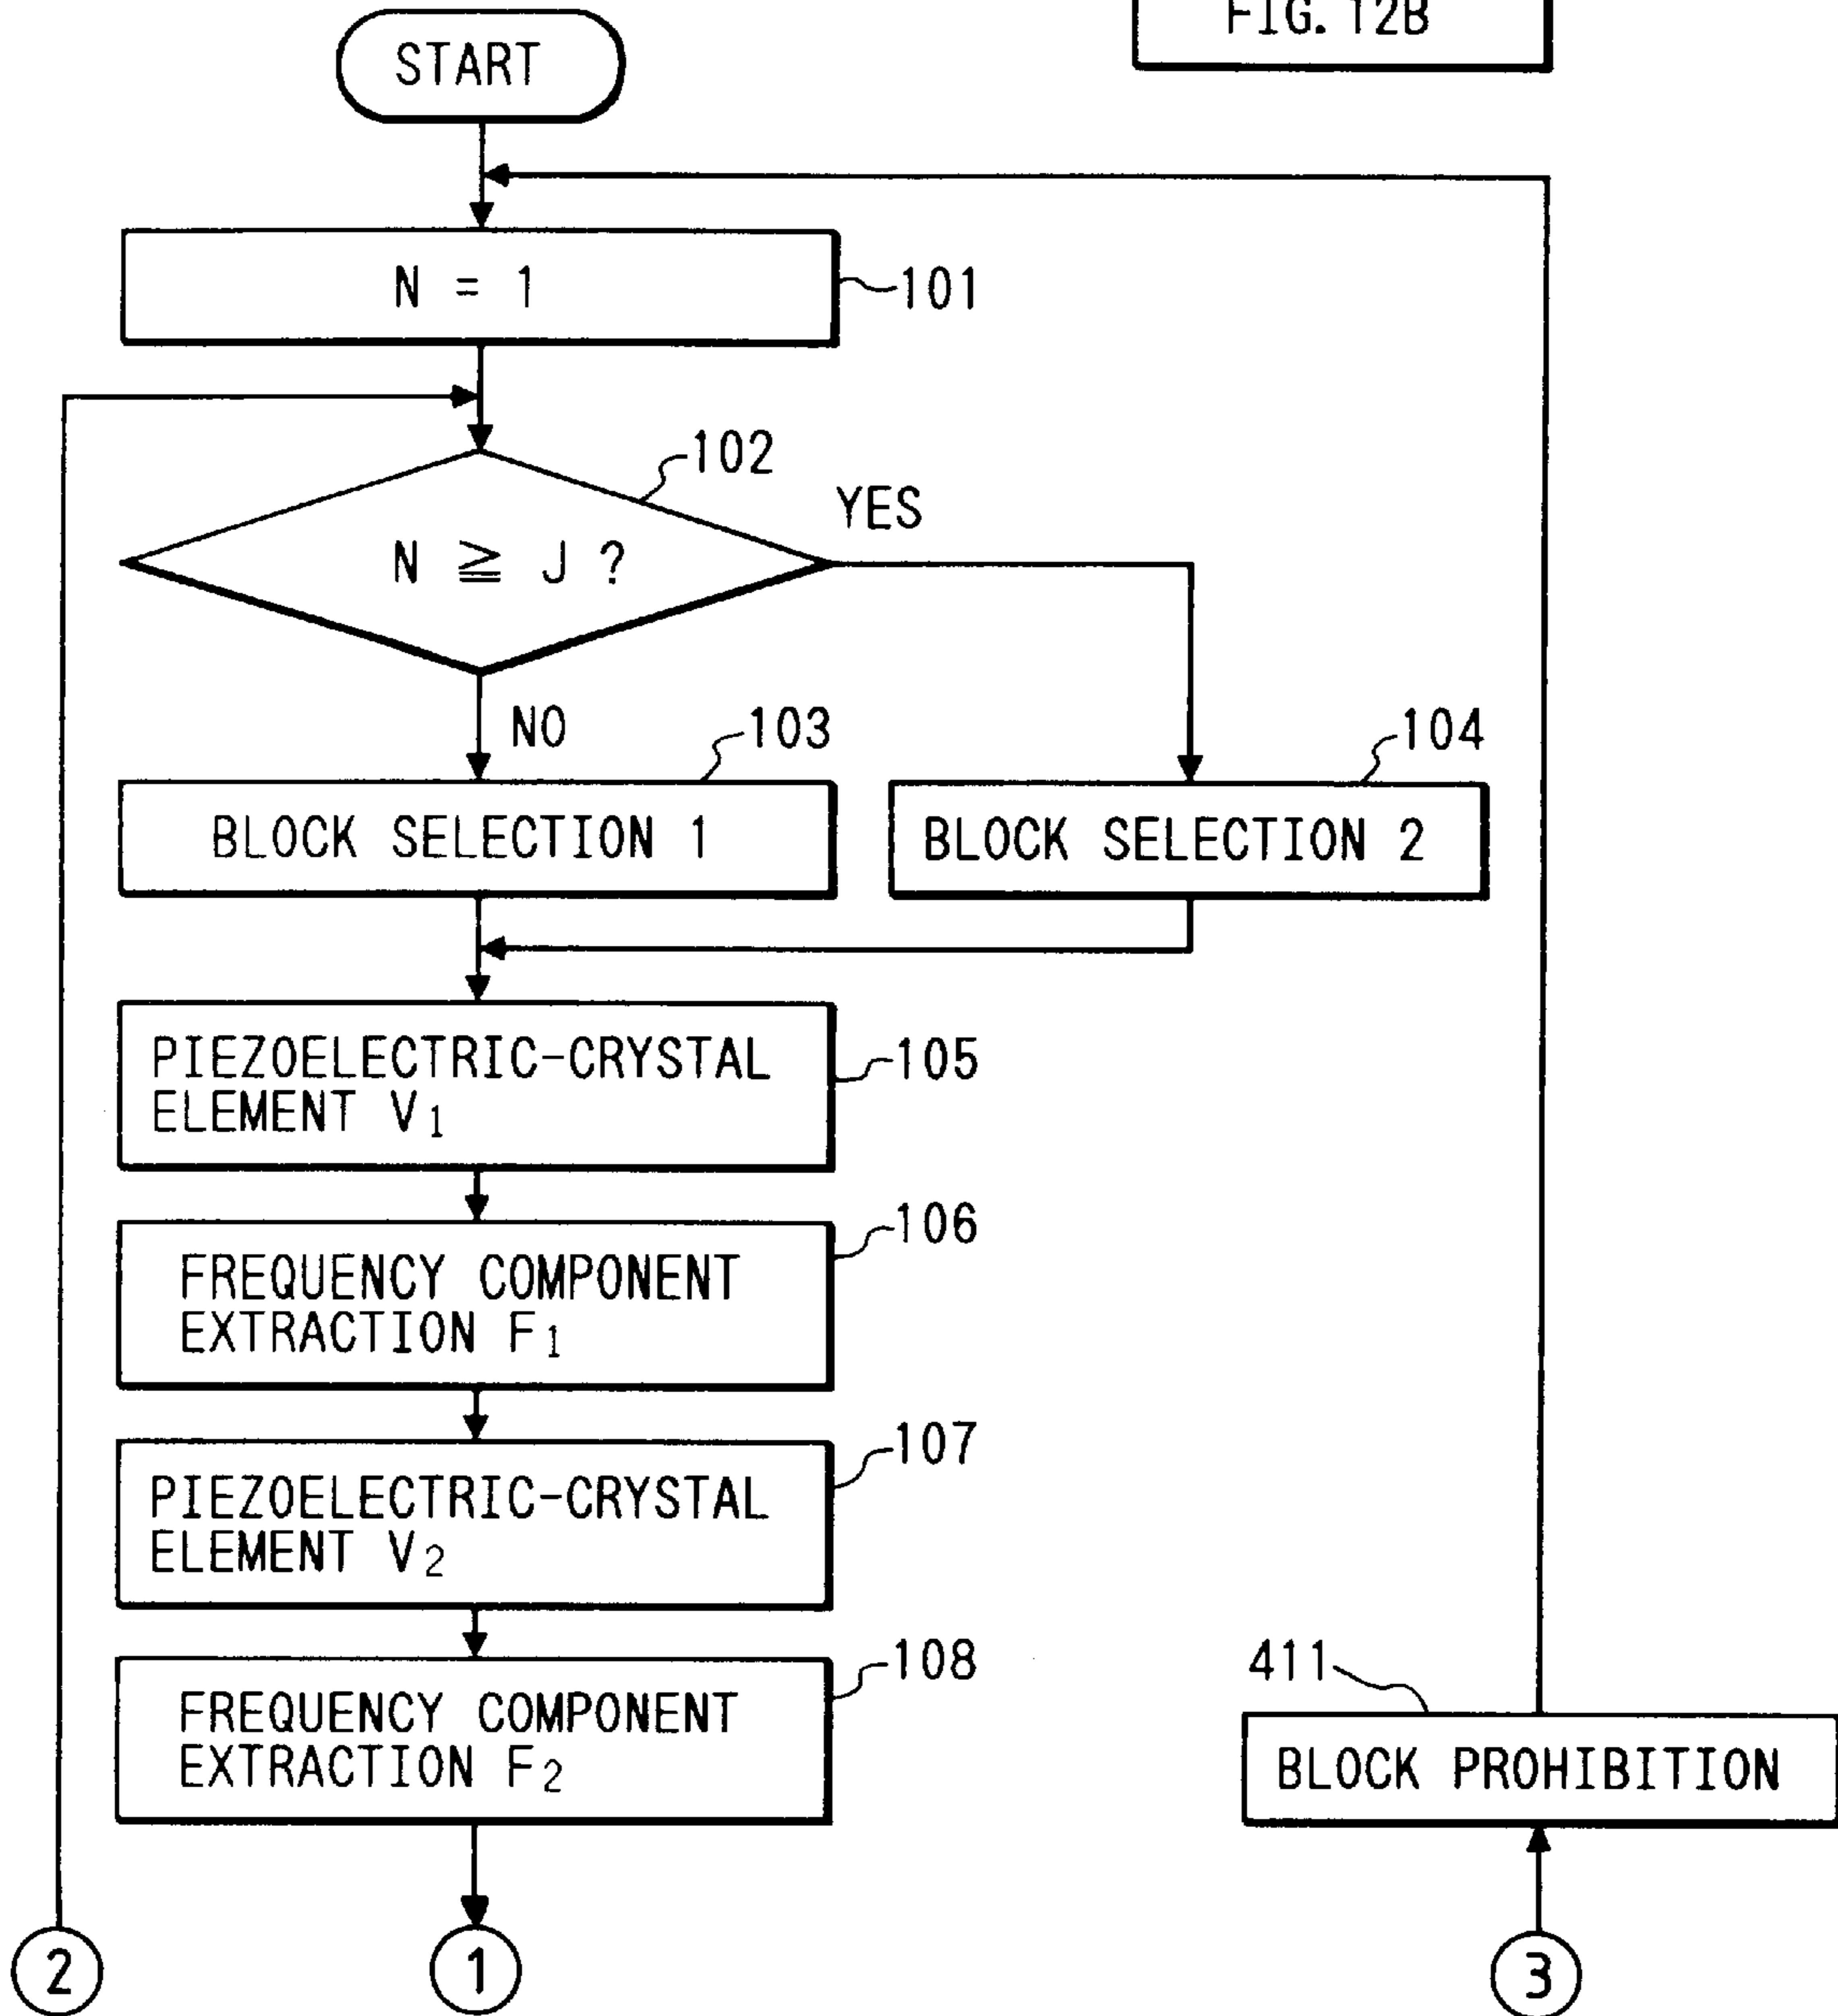 FIG. 12B
START
N = 1
101
102
YES
N ≧ J ?
NO
103
104
BLOCK SELECTION 1
BLOCK SELECTION 2
PIEZOELECTRIC-CRYSTAL
ELEMENT V1
105
106
FREQUENCY COMPONENT
EXTRACTION F1
107
PIEZOELECTRIC-CRYSTAL
ELEMENT V2
108
FREQUENCY COMPONENT
EXTRACTION F2
411
BLOCK PROHIBITION
2
1
3